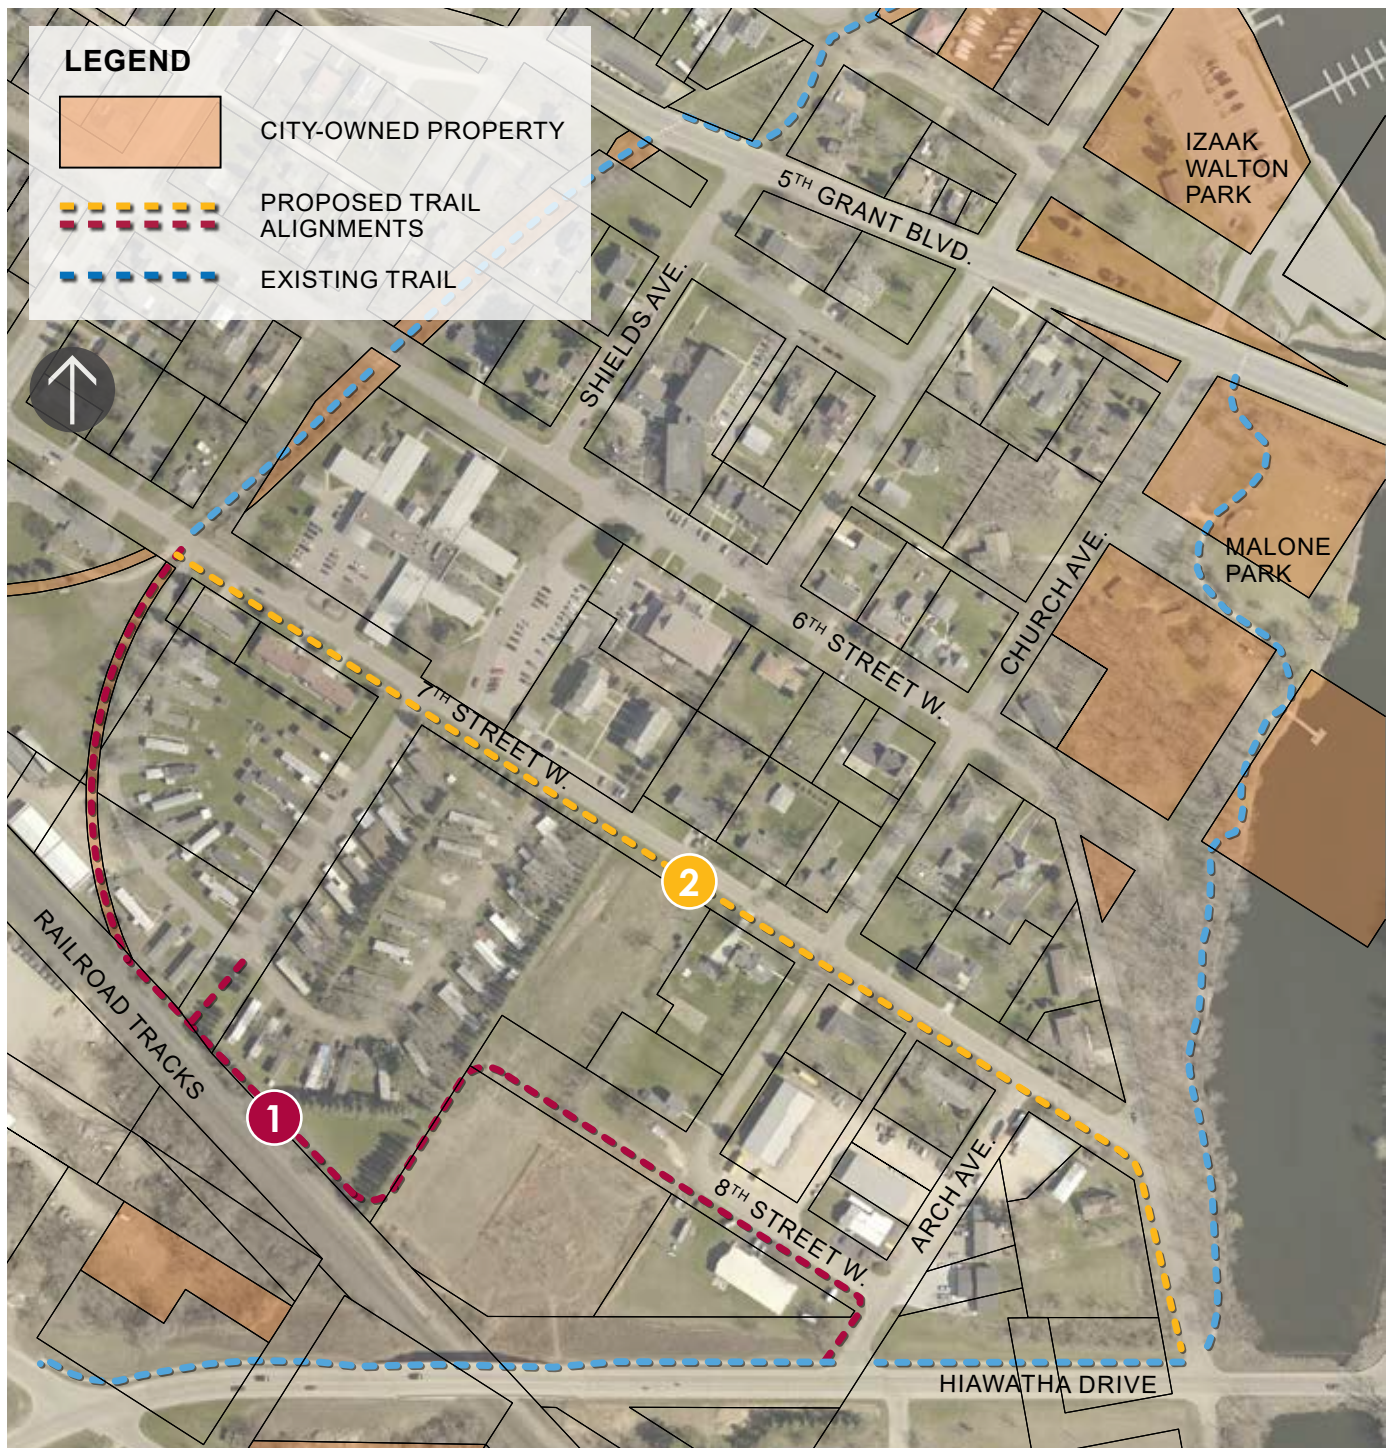 LEGEND
CITY-OWNED PROPERTY
PROPOSED TRAIL
ALIGNMENTS
EXISTING TRAIL
IZAAK
WALTON
PARK
5TH GRANT BLVD.
SHIELDS AVE.
MALONE
PARK
CHURCH AVE.
6TH STREET W.
7TH STREET W.
2
RAILROAD TRACKS
1
8TH STREET W.
ARCH AVE.
HIAWATHA DRIVE